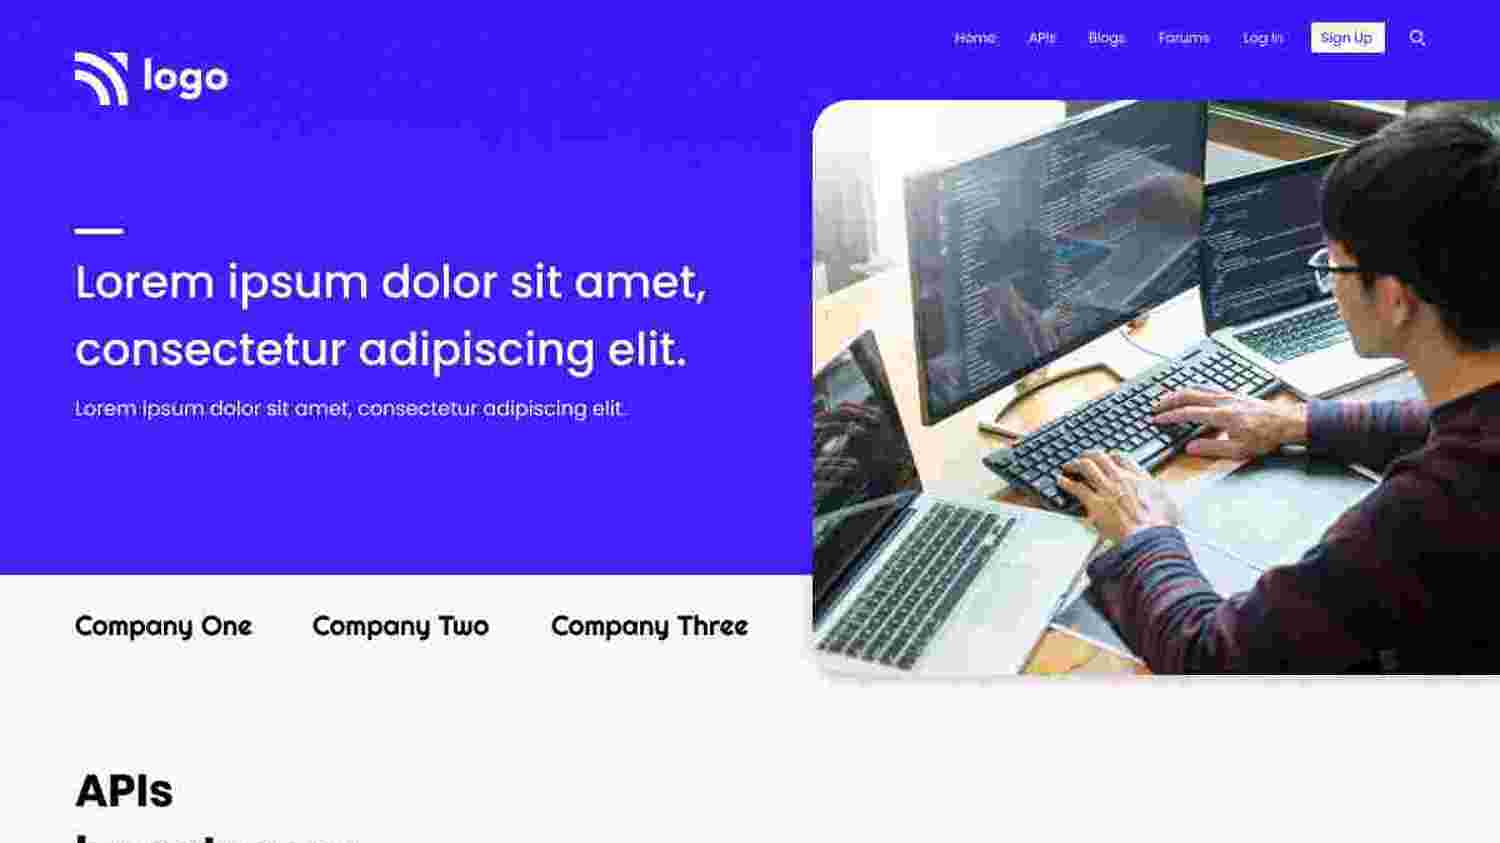 Home APIs Blogs Forums Log In Sign Up
logo
Lorem ipsum dolor sit amet,
consectetur adipiscing elit.
Lorem ipsum dolor sit amet, consectetur adipiscing elit.
Company One Company Two Company Three
APIs